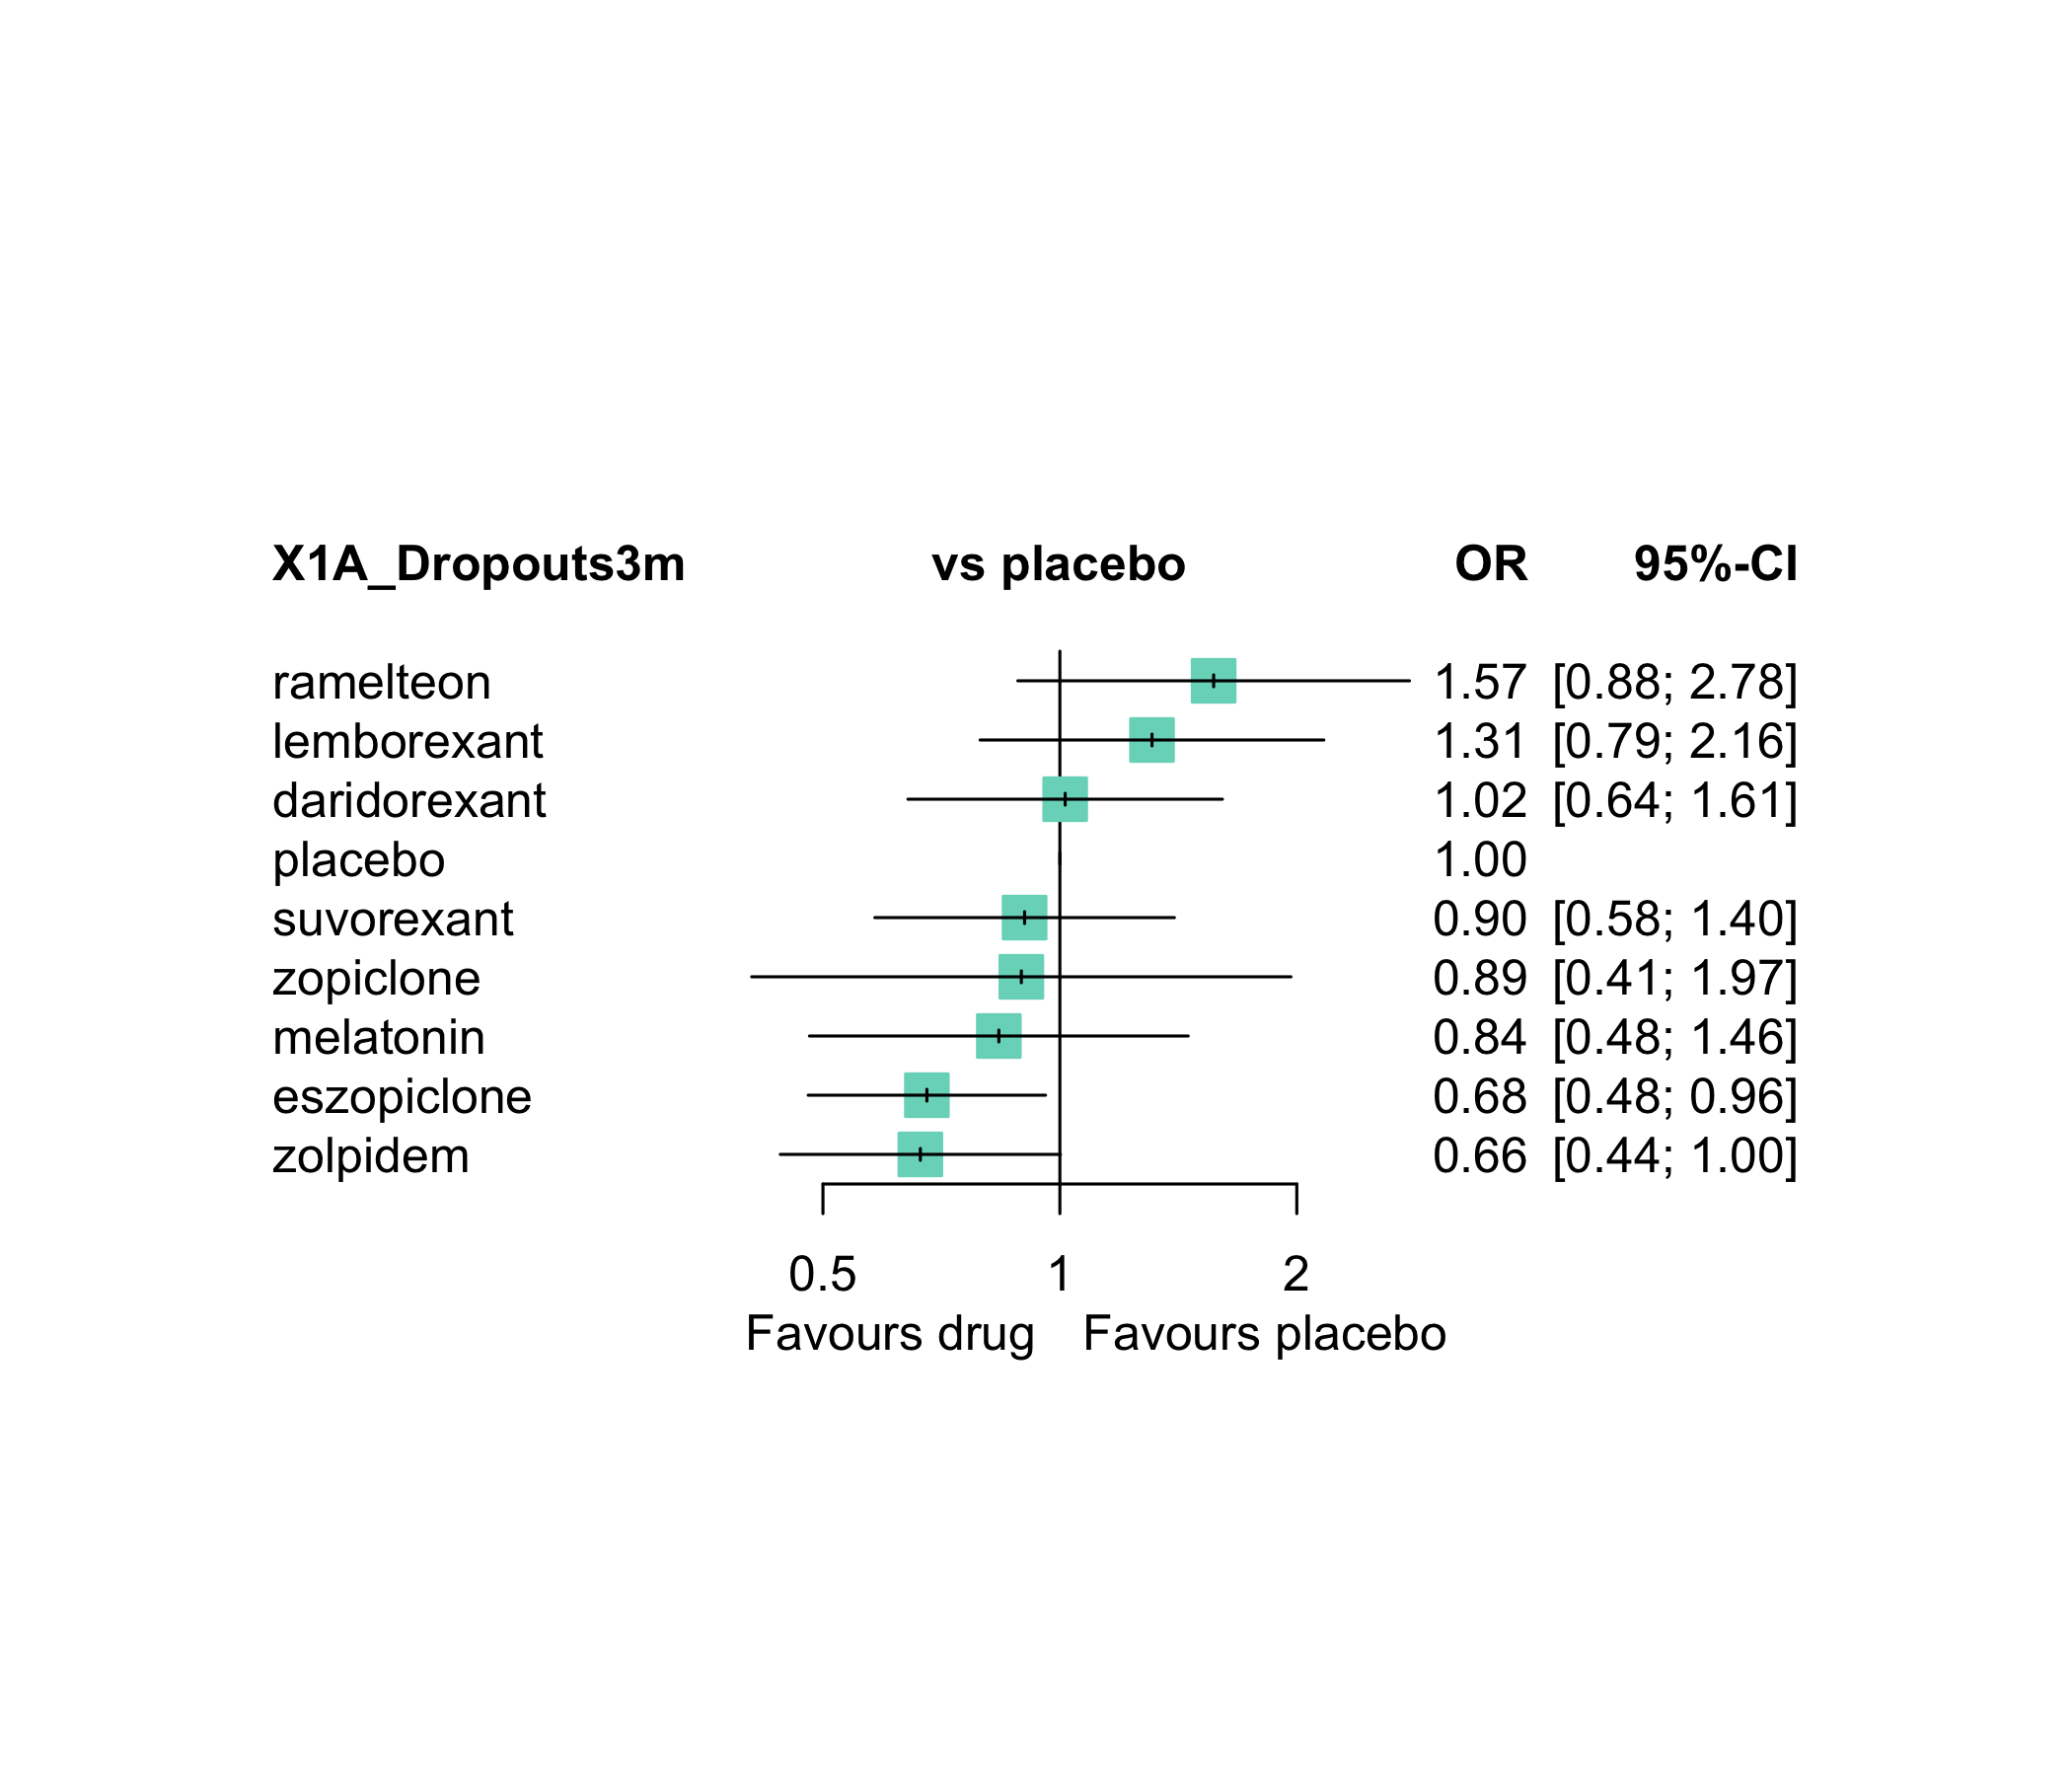 X1A_Dropouts3m vs placebo OR 95%-CI
ramelteon 1.57 [0.88; 2.78]
lemborexant 1.31 [0.79; 2.16]
daridorexant 1.02 [0.64; 1.61]
placebo 1.00
suvorexant 0.90 [0.58; 1.40]
zopiclone 0.89 [0.41; 1.97]
melatonin 0.84 [0.48; 1.46]
eszopiclone 0.68 [0.48; 0.96]
zolpidem 0.66 [0.44; 1.00]
0.5 1 2
Favours drug Favours placebo